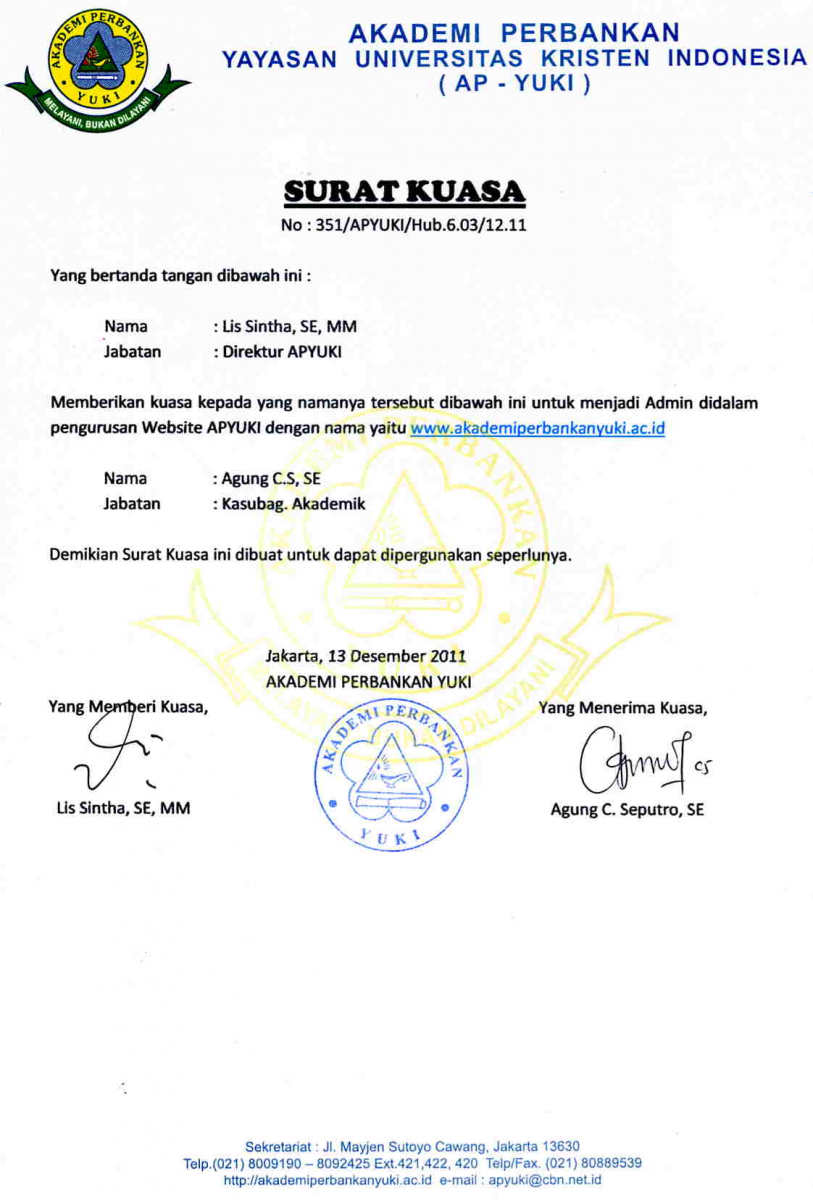 AKADEMI PERBANKAN
YUKI
MELAYANI, BUKAN DILAYANI
AKADEMI PERBANKAN
YAYASAN UNIVERSITAS KRISTEN INDONESIA
( AP - YUKI )
SURAT KUASA
No : 351/APYUKI/Hub.6.03/12.11
Yang bertanda tangan dibawah ini :
Nama : Lis Sintha, SE, MM
Jabatan : Direktur APYUKI
Memberikan kuasa kepada yang namanya tersebut dibawah ini untuk menjadi Admin didalam
pengurusan Website APYUKI dengan nama yaitu www.akademiperbankanyuki.ac.id
Nama : Agung C.S, SE
Jabatan : Kasubag. Akademik
Demikian Surat Kuasa ini dibuat untuk dapat dipergunakan seperlunya.
AKADEMI PERBANKAN
YUKI
MELAYANI, BUKAN DILAYANI
Jakarta, 13 Desember 2011
AKADEMI PERBANKAN YUKI
Yang Memberi Kuasa,
Yang Menerima Kuasa,
AKADEMI PERBANKAN
YUKI
Lis Sintha, SE, MM
Agung C. Seputro, SE
Sekretariat : Jl. Mayjen Sutoyo Cawang, Jakarta 13630
Telp.(021) 8009190 – 8092425 Ext.421,422, 420 Telp/Fax. (021) 80889539
http://akademiperbankanyuki.ac.id e-mail : apyuki@cbn.net.id